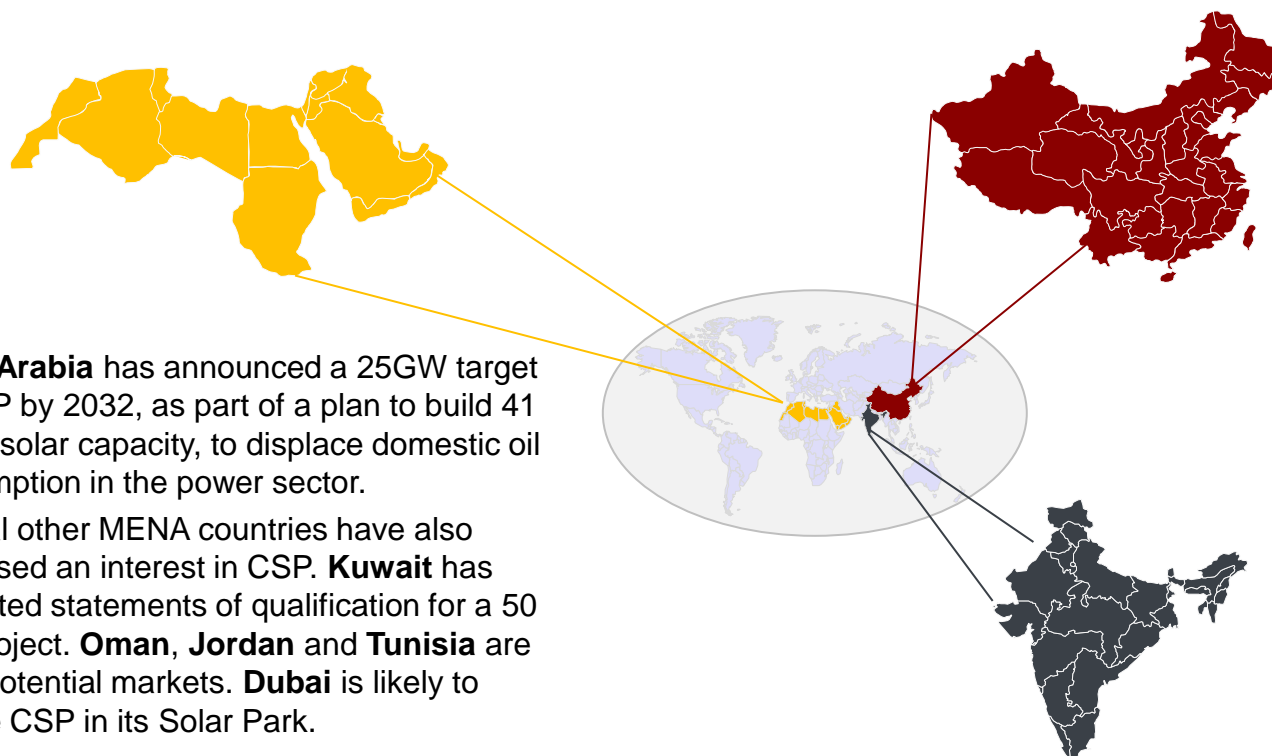 Arabia has announced a 25GW target
P by 2032, as part of a plan to build 41
solar capacity, to displace domestic oil
mption in the power sector.
l other MENA countries have also
sed an interest in CSP. Kuwait has
ted statements of qualification for a 50
oject. Oman, Jordan and Tunisia are
otential markets. Dubai is likely to
CSP in its Solar Park.